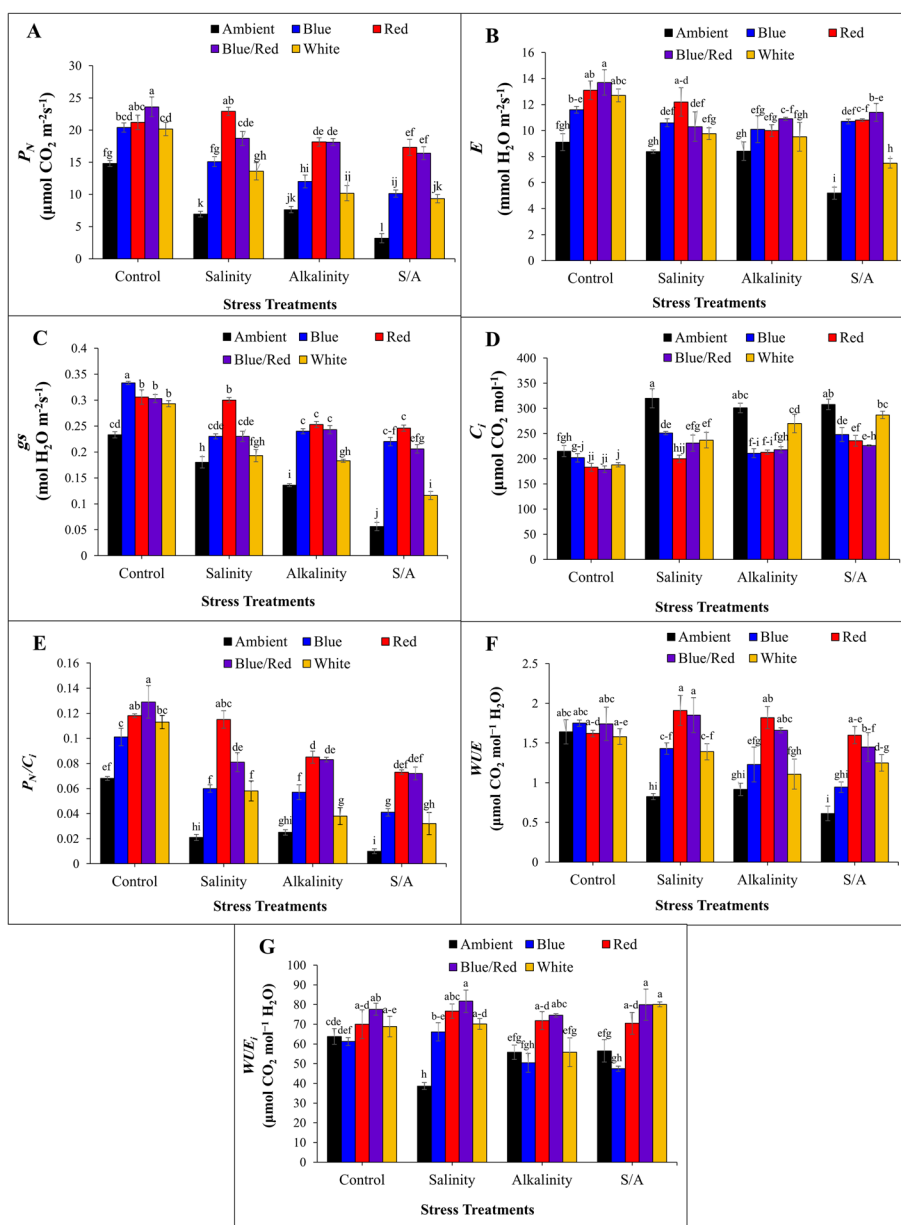 A
Ambient Blue Red
Blue/Red White
P_N
(μmol CO₂ m⁻²s⁻¹)
30
25
20
15
10
5
0
fg bcd abc a cd
k de ab cde gh
jk hi de de ij
l ij ef ef jk
Control Salinity Alkalinity S/A
Stress Treatments
B
Ambient Blue Red
Blue/Red White
E
(mmol H₂O m⁻²s⁻¹)
16
14
12
10
8
6
4
2
0
fgh b-e ab a abc
gh def a-d def efg
gh efg efg c-f efg
i def c-f b-e h
Control Salinity Alkalinity S/A
Stress Treatments
C
Ambient Blue Red
Blue/Red White
gs
(mol H₂O m⁻²s⁻¹)
0.4
0.35
0.3
0.25
0.2
0.15
0.1
0.05
0
cd a b b b
h cde b cde fgh
i c c c gh
j c-f c efg i
Control Salinity Alkalinity S/A
Stress Treatments
D
Ambient Blue Red
Blue/Red White
C_i
(μmol CO₂ mol⁻¹)
400
350
300
250
200
150
100
50
0
fgh g-j ij ij j
a de hij efg ef
abc f-i f-i fgh cd
ab de ef e-h bc
Control Salinity Alkalinity S/A
Stress Treatments
E
Ambient Blue Red
Blue/Red White
P_N/C_i
0.16
0.14
0.12
0.1
0.08
0.06
0.04
0.02
0
ef c ab a bc
hi f abc de f
ghi f d de g
i g def def gh
Control Salinity Alkalinity S/A
Stress Treatments
F
Ambient Blue Red
Blue/Red White
WUE
(μmol CO₂ mol⁻¹ H₂O)
2.5
2
1.5
1
0.5
0
abc abc a-d abc a-e
hi c-f a a c-f
ghi efg ab abc fgh
i ghi a-e b-f d-g
Control Salinity Alkalinity S/A
Stress Treatments
G
Ambient Blue Red
Blue/Red White
WUE_i
(μmol CO₂ mol⁻¹ H₂O)
100
90
80
70
60
50
40
30
20
10
0
cde def a-d ab a-e
h b-e abc a a-d
efg fgh a-d abc efg
efg gh a-d a a
Control Salinity Alkalinity S/A
Stress Treatments